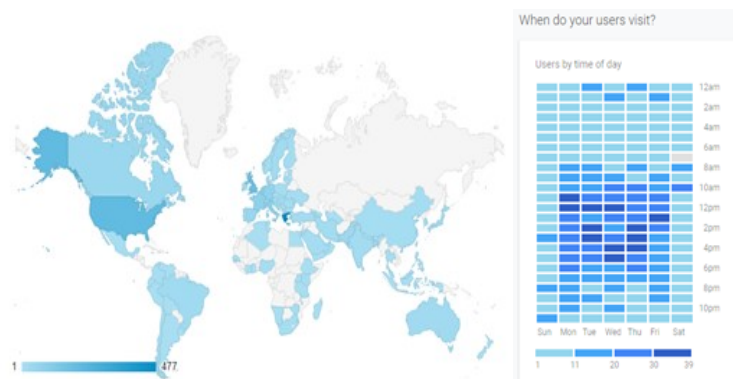 When do your users visit?
Users by time of day
12am
2am
4am
6am
8am
10am
12pm
2pm
4pm
6pm
8pm
10pm
Sun Mon Tue Wed Thu Fri Sat
1 11 20 30 39
1 477